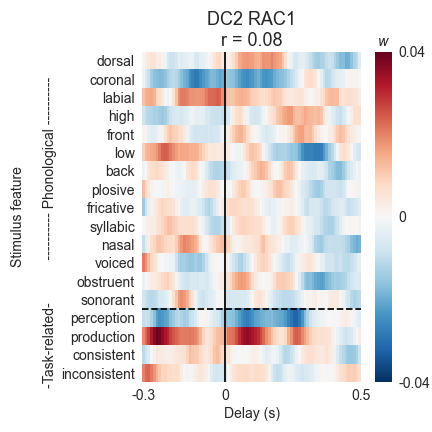 DC2 RAC1
r = 0.08
w
dorsal
coronal
labial
high
front
low
back
plosive
fricative
syllabic
nasal
voiced
obstruent
sonorant
perception
production
consistent
inconsistent
Stimulus feature
-Task-related- ---------- Phonological ----------
0.04
0
-0.04
-0.3 0 0.5
Delay (s)